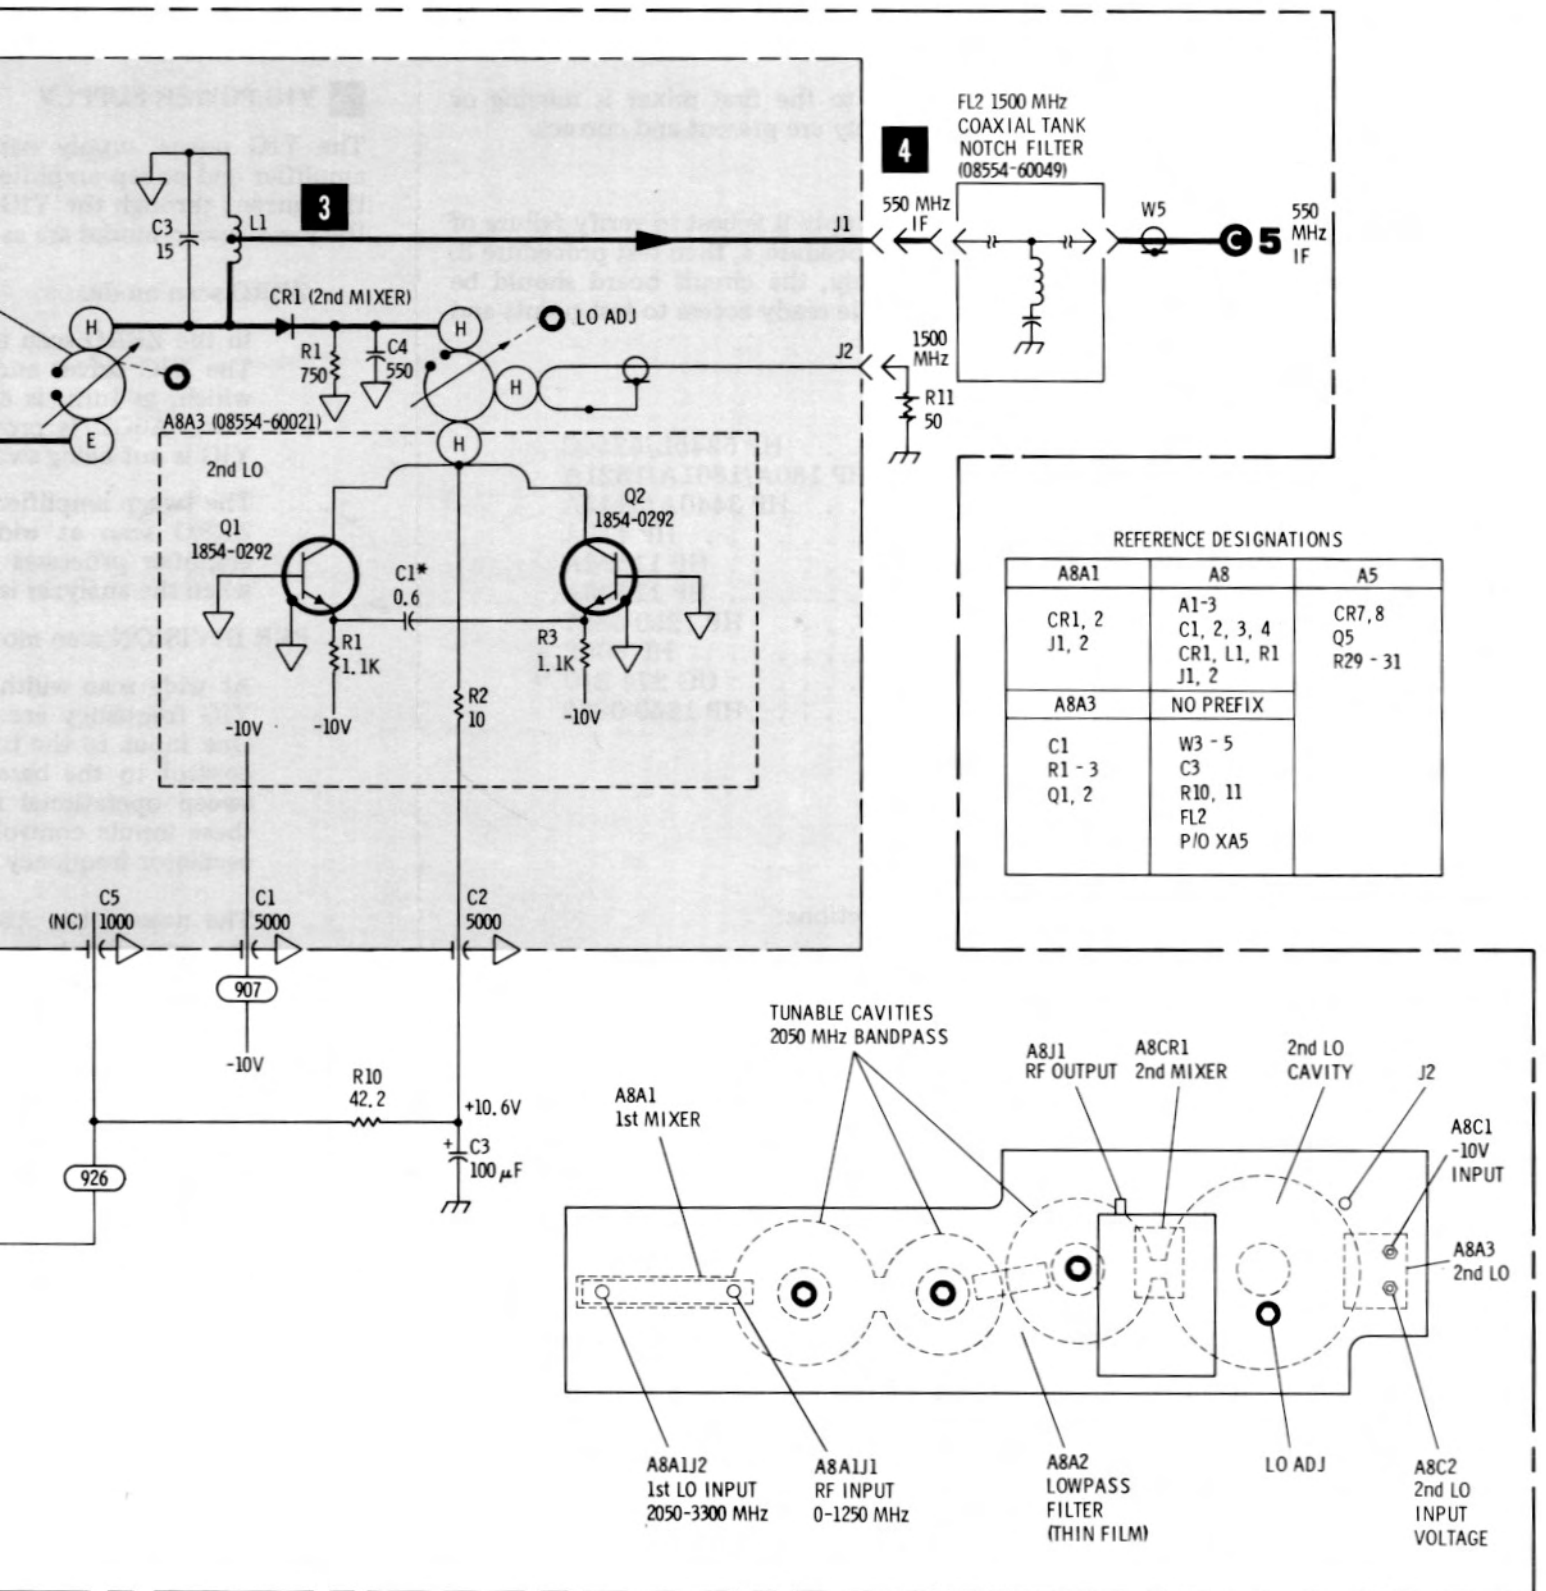 FL2 1500 MHz
COAXIAL TANK
NOTCH FILTER
(08554-60049)
4
3
C3
15
L1
J1
550 MHz
IF
W5
C 5
550
MHz
IF
CR1 (2nd MIXER)
H
H
LO ADJ
R1
750
C4
550
J2
1500
MHz
H
R11
50
A8A3 (08554-60021)
E
H
2nd LO
Q1
1854-0292
Q2
1854-0292
C1*
0.6
R1
1.1K
R3
1.1K
R2
10
-10V
-10V
-10V
REFERENCE DESIGNATIONS
A8A1
A8
A5
CR1, 2
J1, 2
A1-3
C1, 2, 3, 4
CR1, L1, R1
J1, 2
CR7,8
Q5
R29 - 31
A8A3
NO PREFIX
C1
R1 - 3
Q1, 2
W3 - 5
C3
R10, 11
FL2
P/O XA5
C5
(NC) 1000
C1
5000
C2
5000
907
-10V
R10
42.2
+10.6V
+
C3
100 μF
926
TUNABLE CAVITIES
2050 MHz BANDPASS
A8J1
RF OUTPUT
A8CR1
2nd MIXER
2nd LO
CAVITY
J2
A8A1
1st MIXER
A8C1
-10V
INPUT
A8A3
2nd LO
A8A1J2
1st LO INPUT
2050-3300 MHz
A8A1J1
RF INPUT
0-1250 MHz
A8A2
LOWPASS
FILTER
(THIN FILM)
LO ADJ
A8C2
2nd LO
INPUT
VOLTAGE